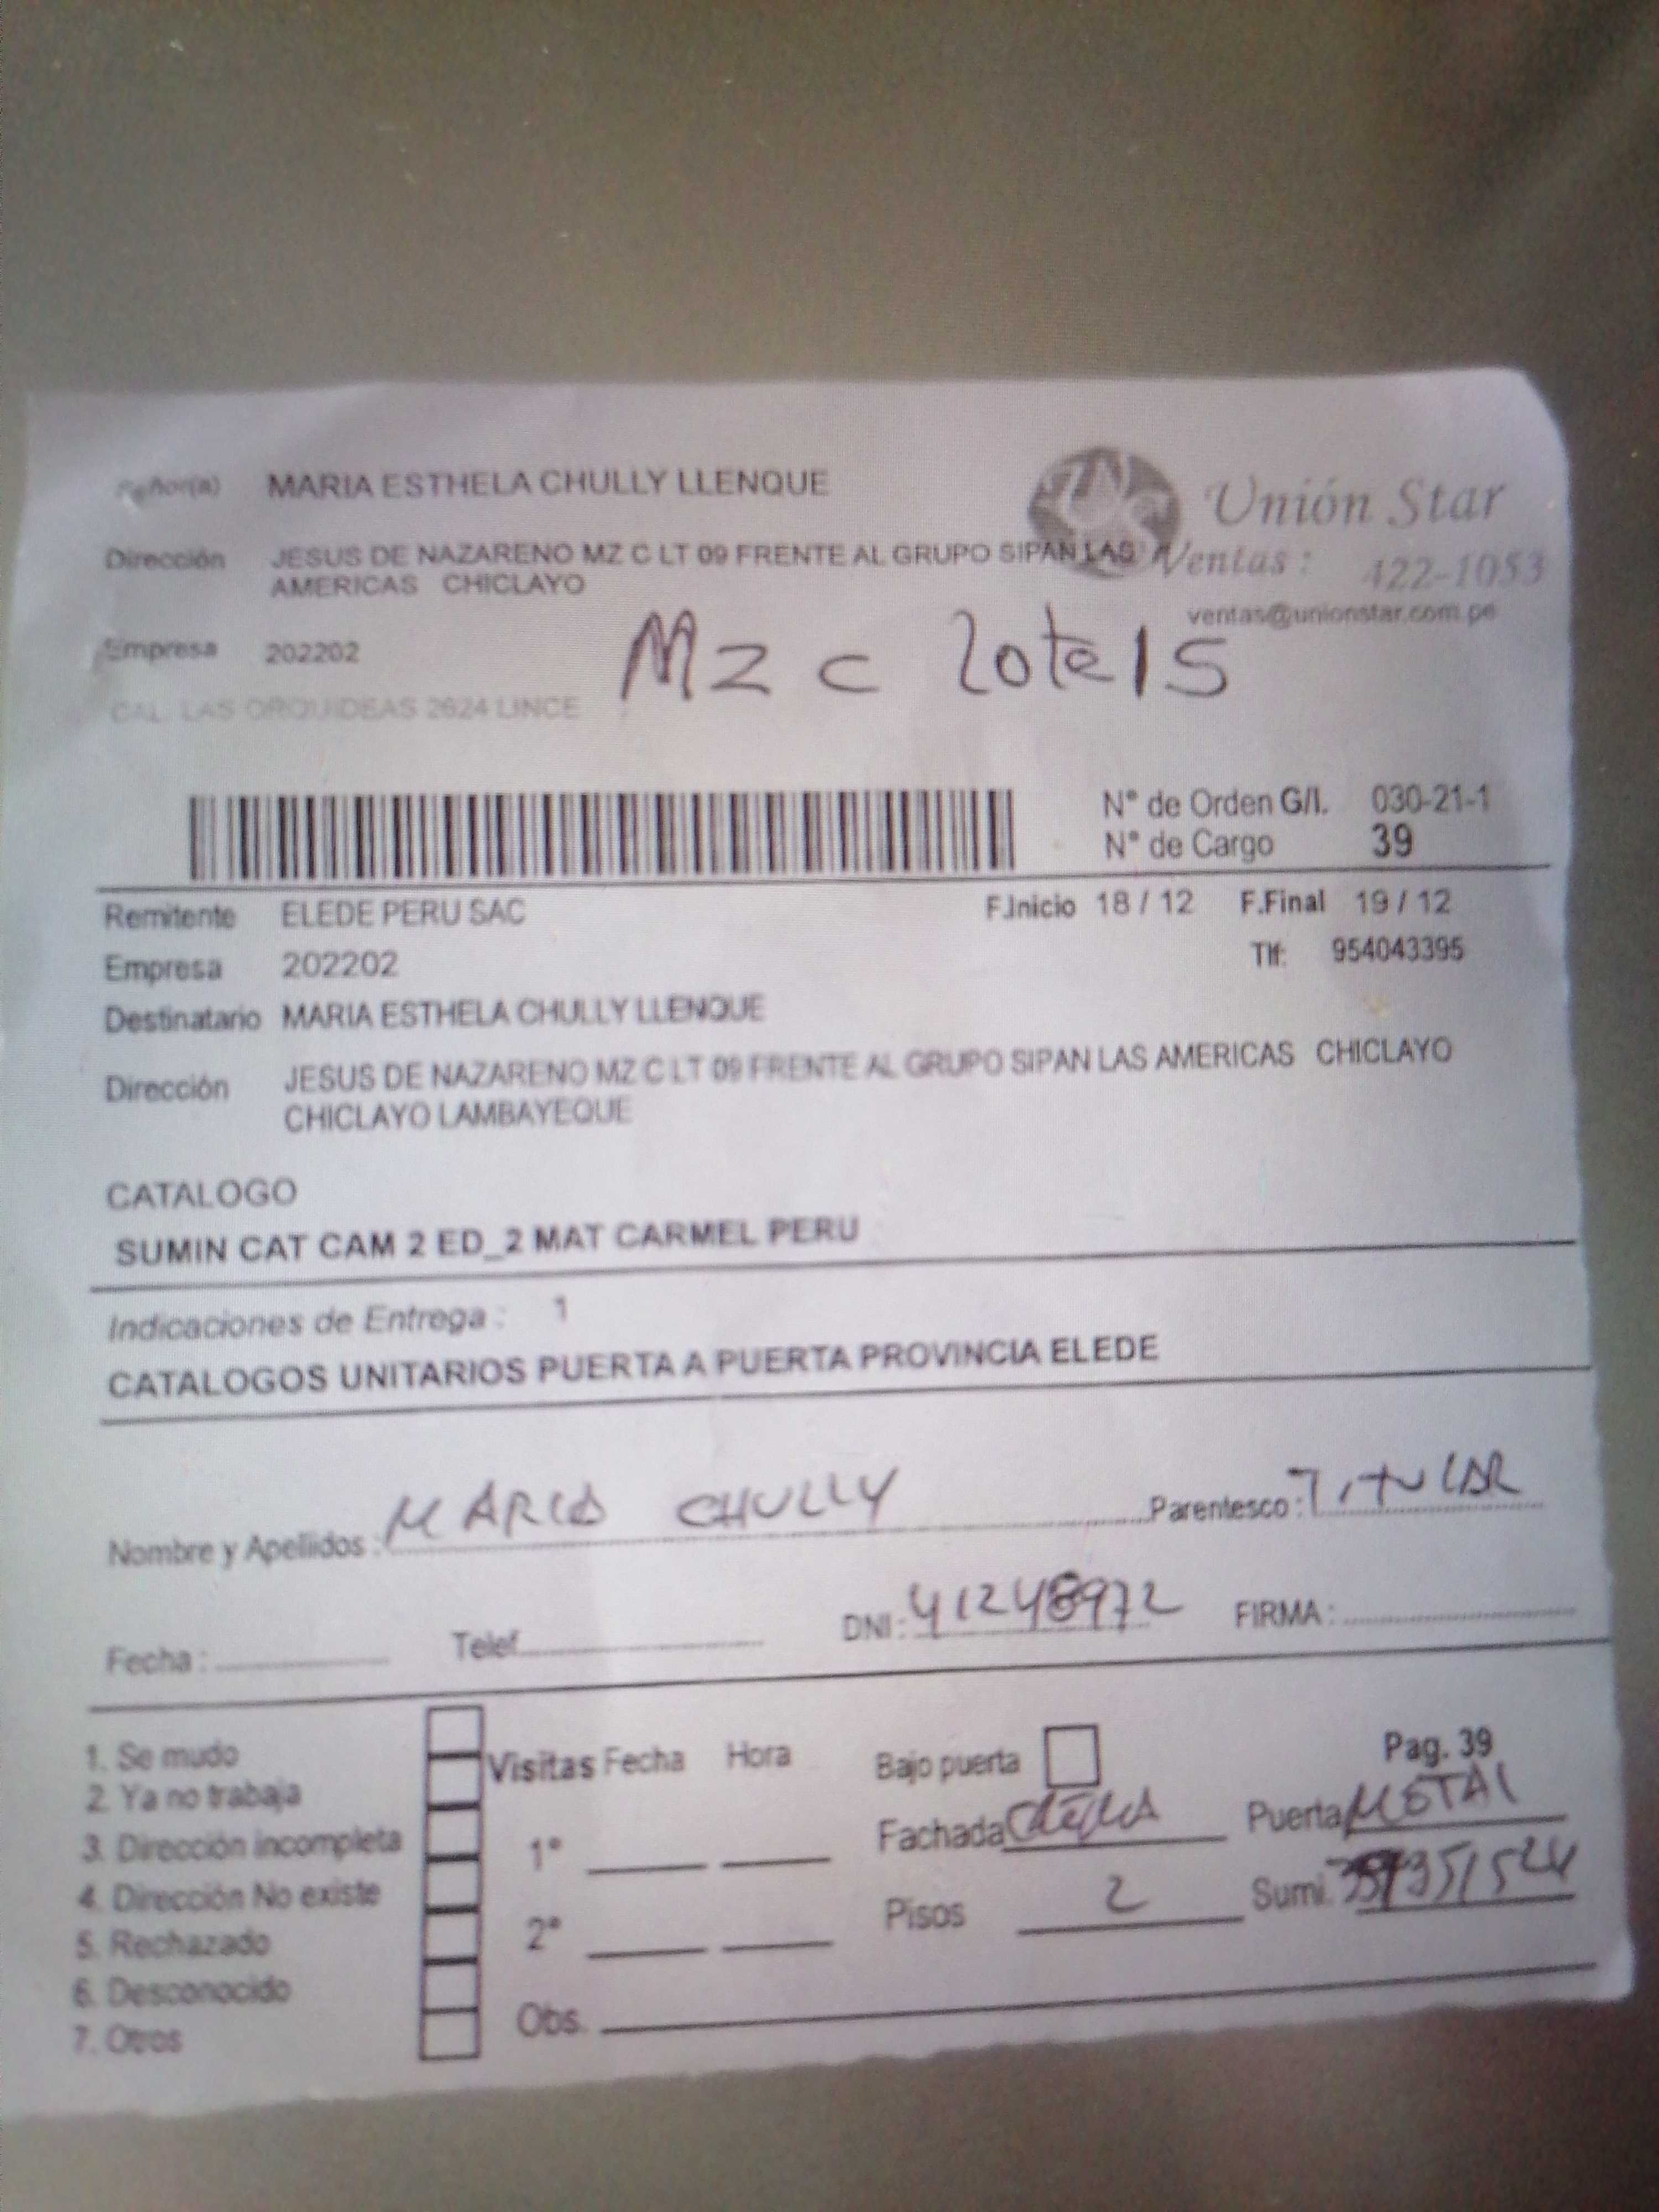 Señor(a) MARIA ESTHELA CHULLY LLENQUE
Unión Star
Dirección JESUS DE NAZARENO MZ C LT 09 FRENTE AL GRUPO SIPAN LAS
AMERICAS CHICLAYO
Ventas: 422-1053
ventas@unionstar.com.pe
Empresa 202202
MZ C lote 15
CAL. LAS ORQUIDEAS 2624 LINCE
N° de Orden G/I. 030-21-1
N° de Cargo 39
Remitente ELEDE PERU SAC F.Inicio 18 / 12 F.Final 19 / 12
Empresa 202202 Tlf: 954043395
Destinatario MARIA ESTHELA CHULLY LLENQUE
Dirección JESUS DE NAZARENO MZ C LT 09 FRENTE AL GRUPO SIPAN LAS AMERICAS CHICLAYO
CHICLAYO LAMBAYEQUE
CATALOGO
SUMIN CAT CAM 2 ED_2 MAT CARMEL PERU
Indicaciones de Entrega : 1
CATALOGOS UNITARIOS PUERTA A PUERTA PROVINCIA ELEDE
Nombre y Apellidos : MARIA CHULLY Parentesco : TITULAR
Fecha : Telef. DNI : 41248972 FIRMA :
1. Se mudo
2. Ya no trabaja
3. Dirección incompleta
4. Dirección No existe
5. Rechazado
6. Desconocido
7. Otros
Visitas Fecha Hora
1°
2°
Obs.
Bajo puerta
Pag. 39
Fachada Puerta METAL
Pisos 2 Sumi.